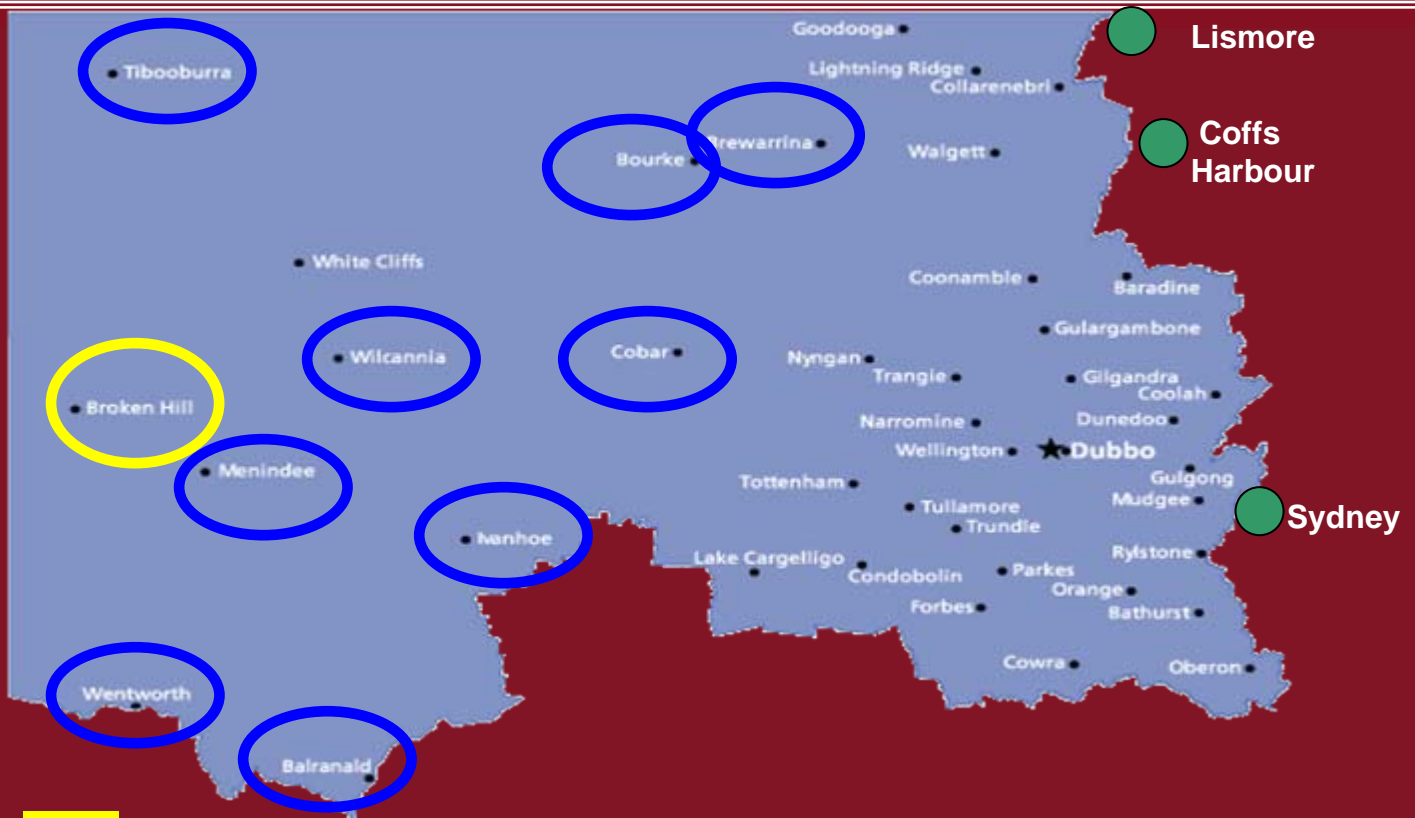 Goodooga
Lismore
Lightning Ridge
Tibooburra
Collarenebri
Coffs
Harbour
Brewarrina
Walgett
Bourke
White Cliffs
Coonamble
Baradine
Gulargambone
Wilcannia
Cobar
Nyngan
Trangie
Gilgandra
Coolah
Broken Hill
Narromine
Dunedoo
Wellington
Dubbo
Menindee
Gulgong
Tottenham
Mudgee
Tullamore
Sydney
Trundle
Ivanhoe
Lake Cargelligo
Rylstone
Condobolin
Parkes
Orange
Forbes
Bathurst
Cowra
Oberon
Wentworth
Balranald